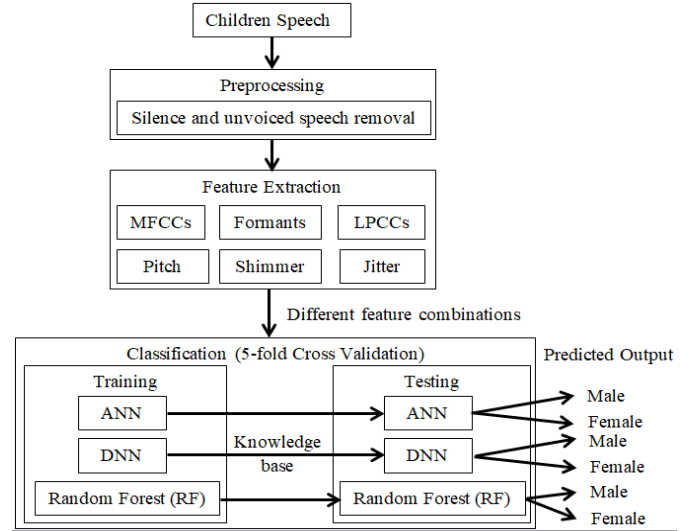 Children Speech
Preprocessing
Silence and unvoiced speech removal
Feature Extraction
MFCCs
Formants
LPCCs
Pitch
Shimmer
Jitter
Different feature combinations
Classification (5-fold Cross Validation)
Predicted Output
Training
Testing
ANN
ANN
Male
Female
DNN
Knowledge
base
DNN
Male
Female
Random Forest (RF)
Random Forest (RF)
Male
Female